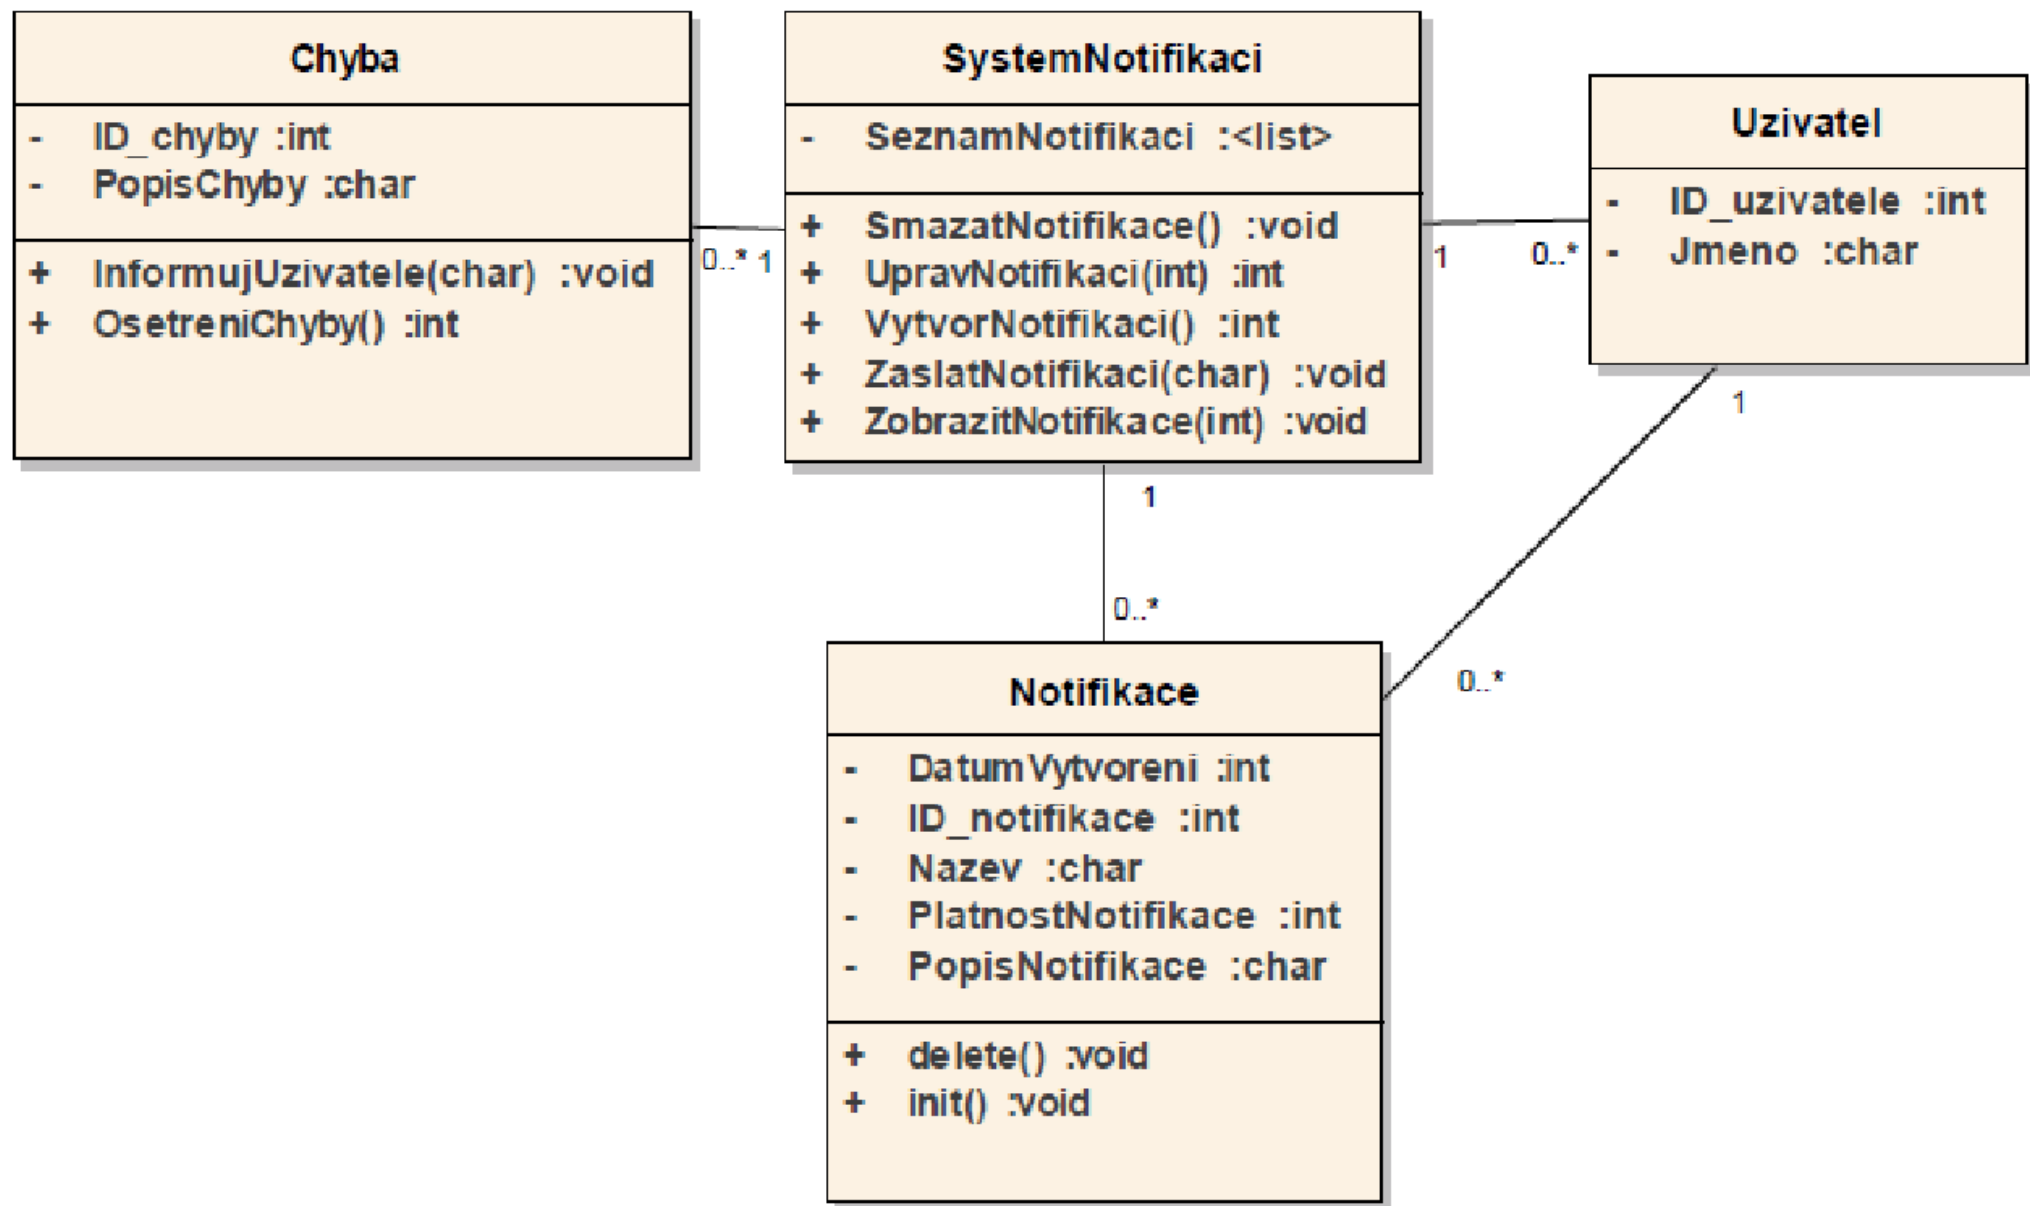 Chyba
- ID_chyby :int
- PopisChyby :char
+ InformujUzivatele(char) :void
+ OsetreniChyby() :int
0..* 1
SystemNotifikaci
- SeznamNotifikaci :<list>
+ SmazatNotifikace() :void
+ UpravNotifikaci(int) :int
+ VytvorNotifikaci() :int
+ ZaslatNotifikaci(char) :void
+ ZobrazitNotifikace(int) :void
1 0..*
Uzivatel
- ID_uzivatele :int
- Jmeno :char
1
1
0..*
0..*
Notifikace
- DatumVytvoreni :int
- ID_notifikace :int
- Nazev :char
- PlatnostNotifikace :int
- PopisNotifikace :char
+ delete() :void
+ init() :void